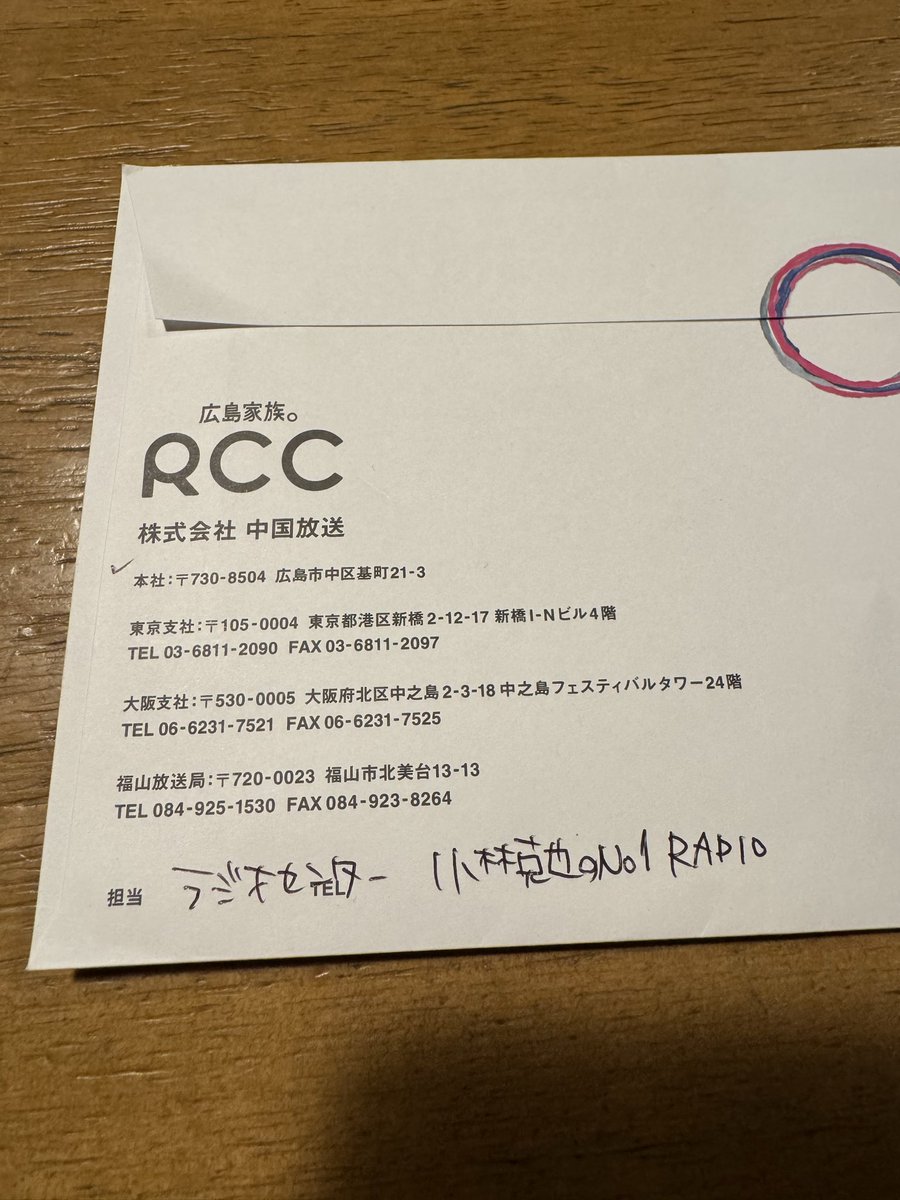 広島家族。
RCC
株式会社 中国放送
本社:〒730-8504 広島市中区基町21-3
東京支社:〒105-0004 東京都港区新橋2-12-17 新橋I-Nビル4階
TEL 03-6811-2090 FAX 03-6811-2097
大阪支社:〒530-0005 大阪府北区中之島2-3-18 中之島フェスティバルタワー24階
TEL 06-6231-7521 FAX 06-6231-7525
福山放送局:〒720-0023 福山市北美台13-13
TEL 084-925-1530 FAX 084-923-8264
担当 ラジオセンター 小林克也のNo1 RADIO
TEL